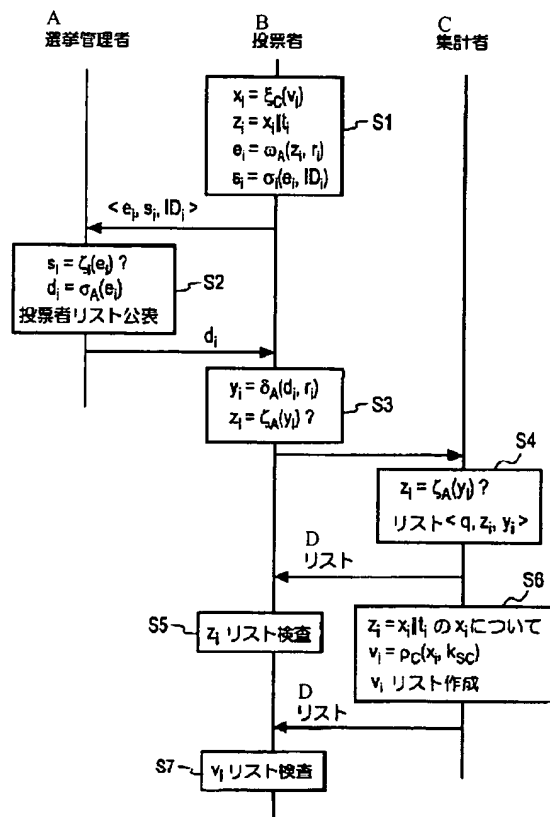 A
選挙管理者
B
投票者
C
集計者
xᵢ = ξC(vᵢ)
zᵢ = xᵢ‖tᵢ
eᵢ = ωA(zᵢ, rᵢ)
sᵢ = σᵢ(eᵢ, IDᵢ)
S1
< eᵢ, sᵢ, IDᵢ >
sᵢ = ζᵢ(eᵢ) ?
dᵢ = σA(eᵢ)
投票者リスト公表
S2
dᵢ
yᵢ = δA(dᵢ, rᵢ)
zᵢ = ζA(yᵢ) ?
S3
S4
zᵢ = ζA(yᵢ) ?
リスト< q, zᵢ, yᵢ >
D
リスト
S6
S5
zᵢ リスト検査
zᵢ = xᵢ‖tᵢ の xᵢ について
vᵢ = ρC(xᵢ, kSC)
vᵢ リスト作成
D
リスト
S7
vᵢ リスト検査